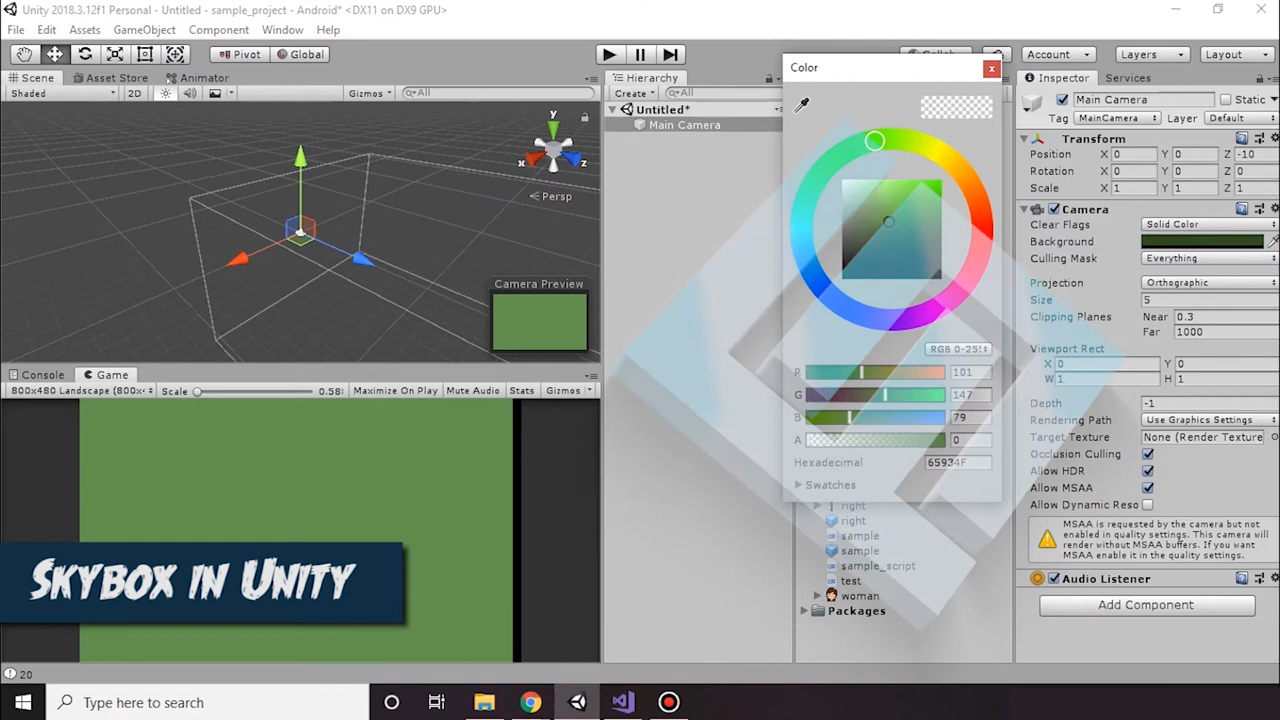 Unity 2018.3.12f1 Personal - Untitled - sample_project - Android* <DX11 on DX9 GPU>
File Edit Assets GameObject Component Window Help
Pivot Global Account Layers Layout
Scene Asset Store Animator
Shaded 2D Gizmos All
y
x z
Persp
Camera Preview
Console Game
800x480 Landscape (800x Scale 0.58 Maximize On Play Mute Audio Stats Gizmos
Hierarchy
Create All
Untitled*
Main Camera
Color
RGB 0-255
R 101
G 147
B 79
A 0
Hexadecimal 65934F
Swatches
right
right
sample
sample
sample_script
test
woman
Packages
Inspector Services
Main Camera Static
Tag MainCamera Layer Default
Transform
Position X 0 Y 0 Z -10
Rotation X 0 Y 0 Z 0
Scale X 1 Y 1 Z 1
Camera
Clear Flags Solid Color
Background
Culling Mask Everything
Projection Orthographic
Size 5
Clipping Planes Near 0.3
Far 1000
Viewport Rect
X 0 Y 0
W 1 H 1
Depth -1
Rendering Path Use Graphics Settings
Target Texture None (Render Texture
Occlusion Culling
Allow HDR
Allow MSAA
Allow Dynamic Reso
MSAA is requested by the camera but not
enabled in quality settings. This camera will
render without MSAA buffers. If you want
MSAA enable it in the quality settings.
Audio Listener
Add Component
Skybox in Unity
20
Type here to search